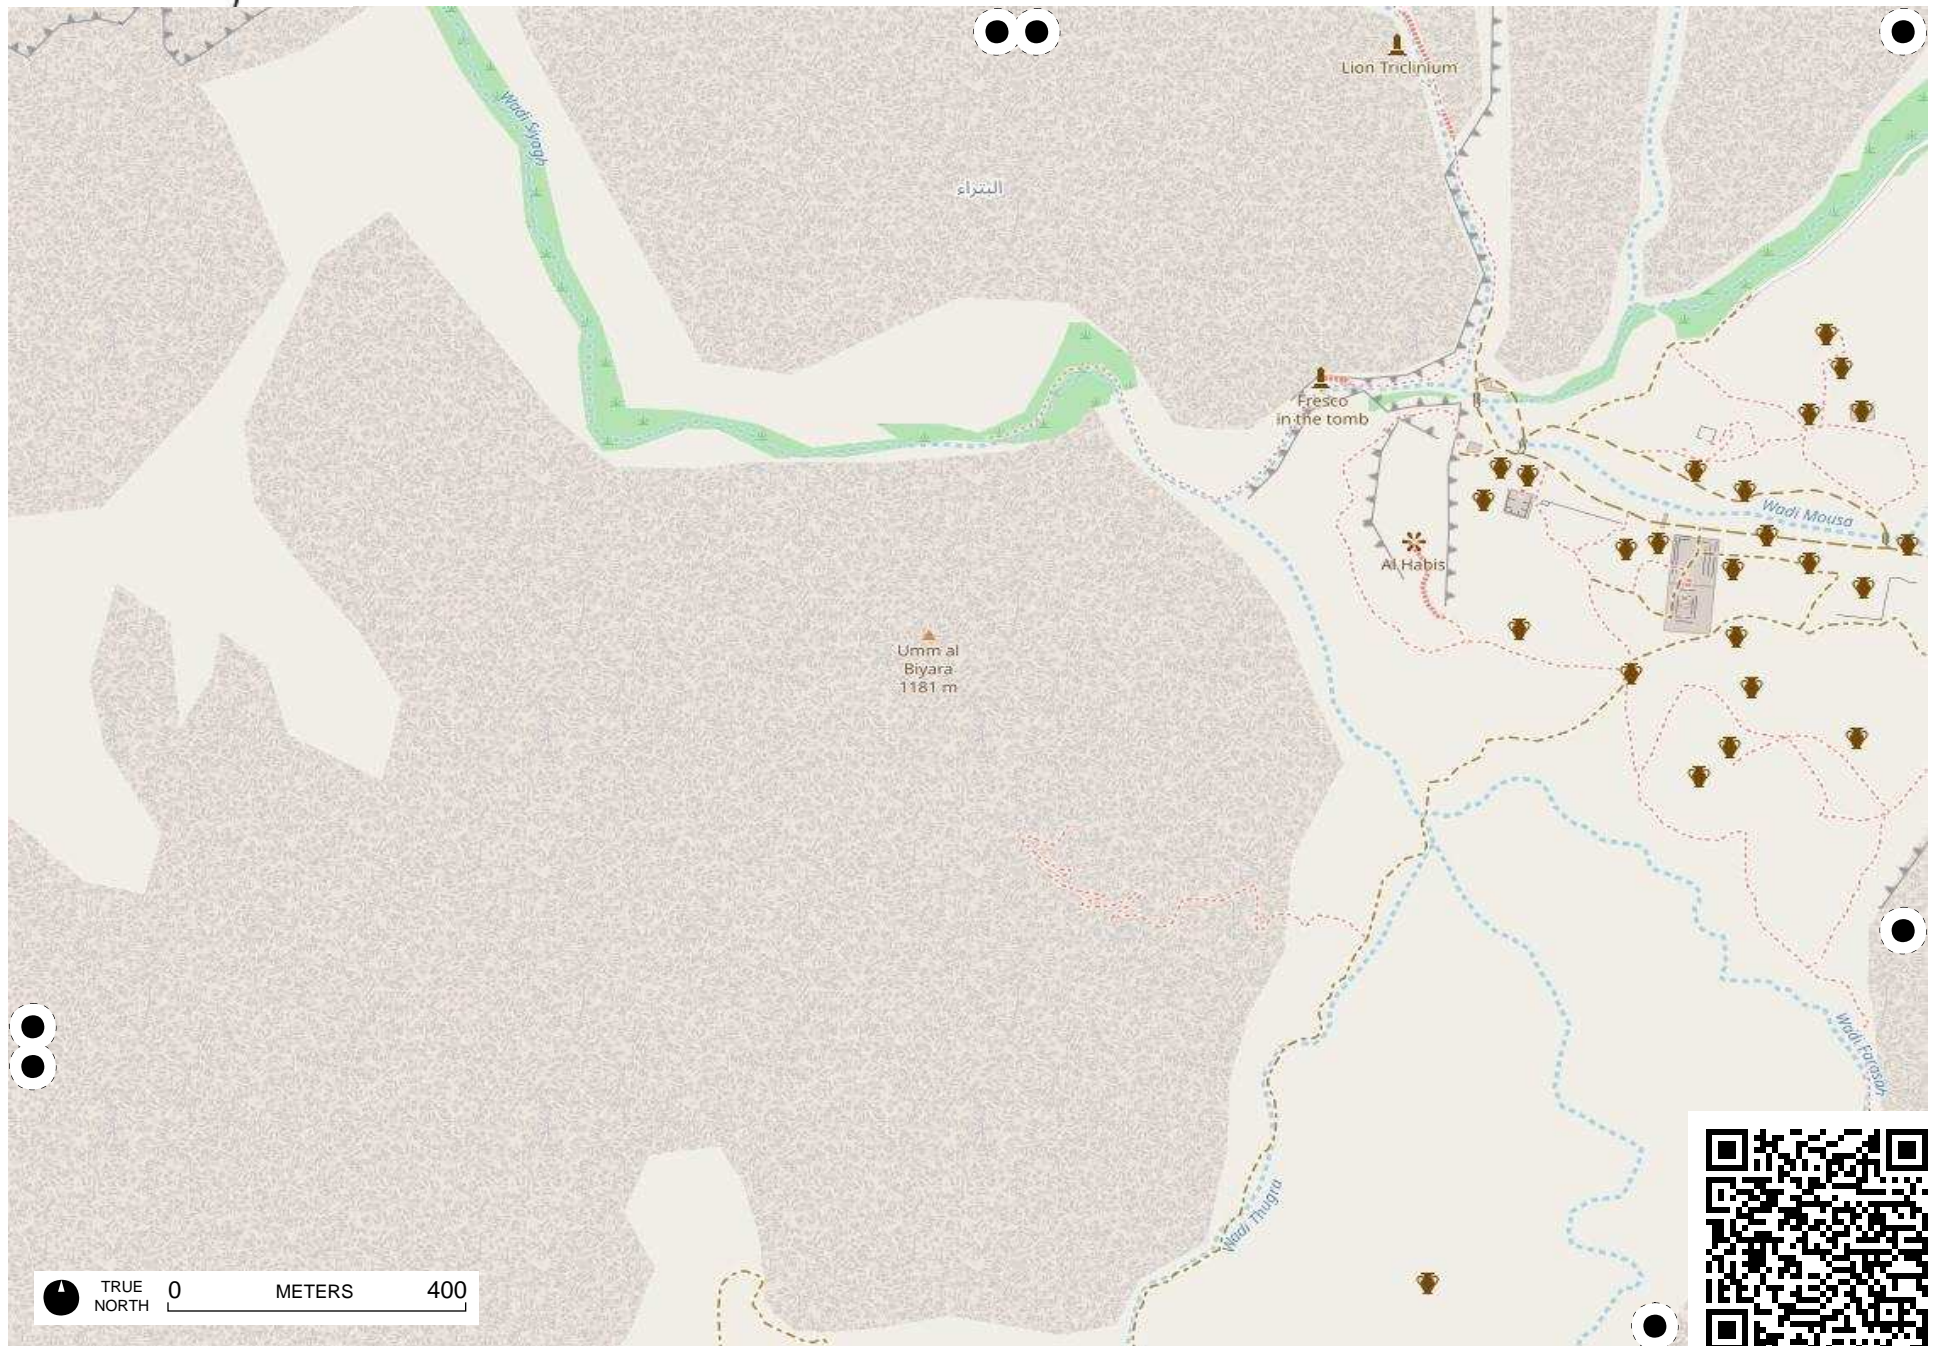 Lion Triclinium
Wadi Siyagh
البتراء
Fresco
in the tomb
Wadi Mousa
Al Habis
Umm al
Biyara
1181 m
Wadi Farasah
Wadi Thugra
TRUE
NORTH
0 METERS 400